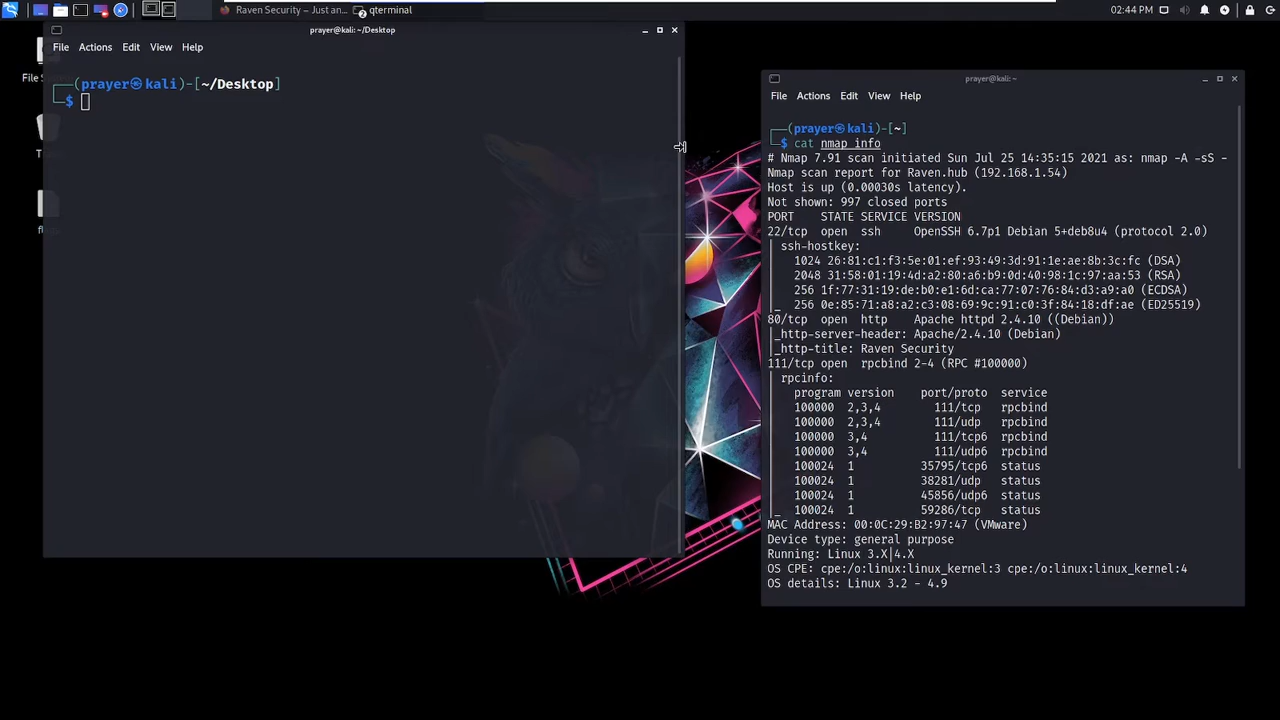 Raven Security — Just an...
qterminal
02:44 PM
prayer@kali: ~/Desktop
File Actions Edit View Help
┌──(prayer㉿kali)-[~/Desktop]
└─$
prayer@kali: ~
File Actions Edit View Help
┌──(prayer㉿kali)-[~]
└─$ cat nmap_info
# Nmap 7.91 scan initiated Sun Jul 25 14:35:15 2021 as: nmap -A -sS -
Nmap scan report for Raven.hub (192.168.1.54)
Host is up (0.00030s latency).
Not shown: 997 closed ports
PORT STATE SERVICE VERSION
22/tcp open ssh OpenSSH 6.7p1 Debian 5+deb8u4 (protocol 2.0)
| ssh-hostkey:
| 1024 26:81:c1:f3:5e:01:ef:93:49:3d:91:1e:ae:8b:3c:fc (DSA)
| 2048 31:58:01:19:4d:a2:80:a6:b9:0d:40:98:1c:97:aa:53 (RSA)
| 256 1f:77:31:19:de:b0:e1:6d:ca:77:07:76:84:d3:a9:a0 (ECDSA)
|_ 256 0e:85:71:a8:a2:c3:08:69:9c:91:c0:3f:84:18:df:ae (ED25519)
80/tcp open http Apache httpd 2.4.10 ((Debian))
|_http-server-header: Apache/2.4.10 (Debian)
|_http-title: Raven Security
111/tcp open rpcbind 2-4 (RPC #100000)
| rpcinfo:
| program version port/proto service
| 100000 2,3,4 111/tcp rpcbind
| 100000 2,3,4 111/udp rpcbind
| 100000 3,4 111/tcp6 rpcbind
| 100000 3,4 111/udp6 rpcbind
| 100024 1 35795/tcp6 status
| 100024 1 38281/udp status
| 100024 1 45856/udp6 status
|_ 100024 1 59286/tcp status
MAC Address: 00:0C:29:B2:97:47 (VMware)
Device type: general purpose
Running: Linux 3.X|4.X
OS CPE: cpe:/o:linux:linux_kernel:3 cpe:/o:linux:linux_kernel:4
OS details: Linux 3.2 - 4.9